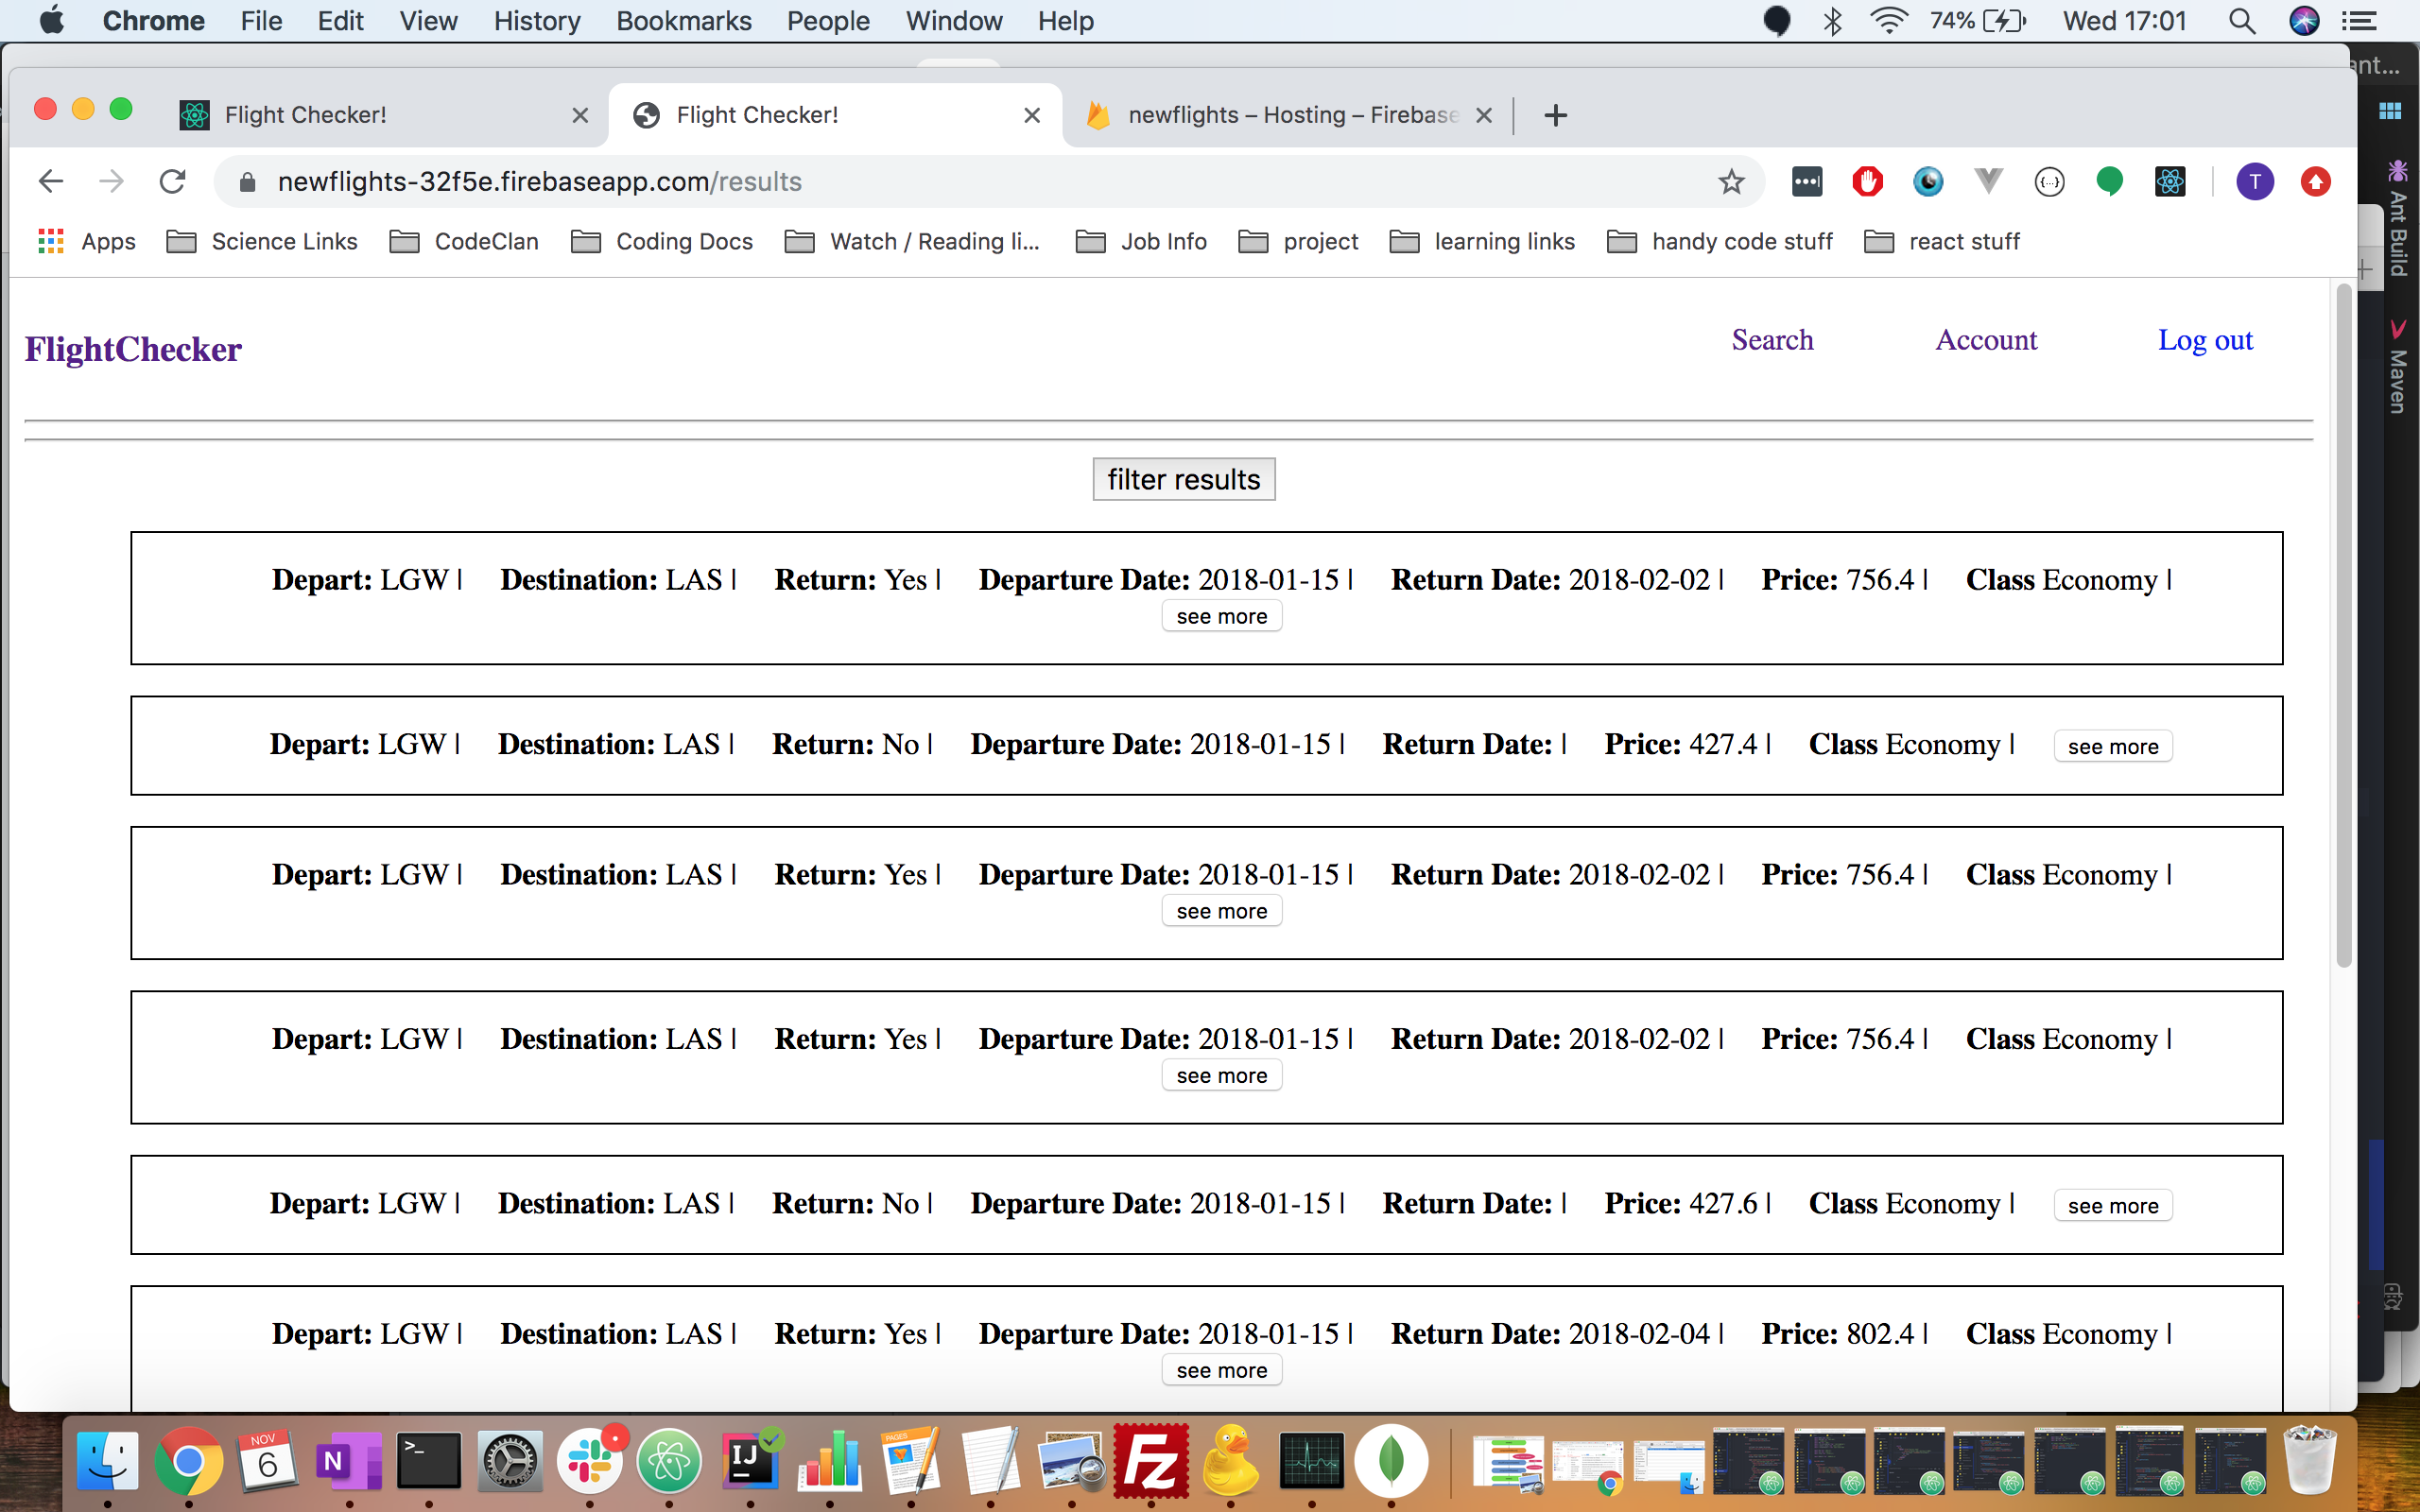 Chrome File Edit View History Bookmarks People Window Help 74% Wed 17:01
ant...
Flight Checker! Flight Checker! newflights – Hosting – Firebase
newflights-32f5e.firebaseapp.com/results T
Apps Science Links CodeClan Coding Docs Watch / Reading li... Job Info project learning links handy code stuff react stuff
Ant Build
Maven
FlightChecker Search Account Log out
filter results
Depart: LGW | Destination: LAS | Return: Yes | Departure Date: 2018-01-15 | Return Date: 2018-02-02 | Price: 756.4 | Class Economy |
see more
Depart: LGW | Destination: LAS | Return: No | Departure Date: 2018-01-15 | Return Date: | Price: 427.4 | Class Economy | see more
Depart: LGW | Destination: LAS | Return: Yes | Departure Date: 2018-01-15 | Return Date: 2018-02-02 | Price: 756.4 | Class Economy |
see more
Depart: LGW | Destination: LAS | Return: Yes | Departure Date: 2018-01-15 | Return Date: 2018-02-02 | Price: 756.4 | Class Economy |
see more
Depart: LGW | Destination: LAS | Return: No | Departure Date: 2018-01-15 | Return Date: | Price: 427.6 | Class Economy | see more
Depart: LGW | Destination: LAS | Return: Yes | Departure Date: 2018-01-15 | Return Date: 2018-02-04 | Price: 802.4 | Class Economy |
see more
NOV
6
N
>_
IJ
PAGES
Fz